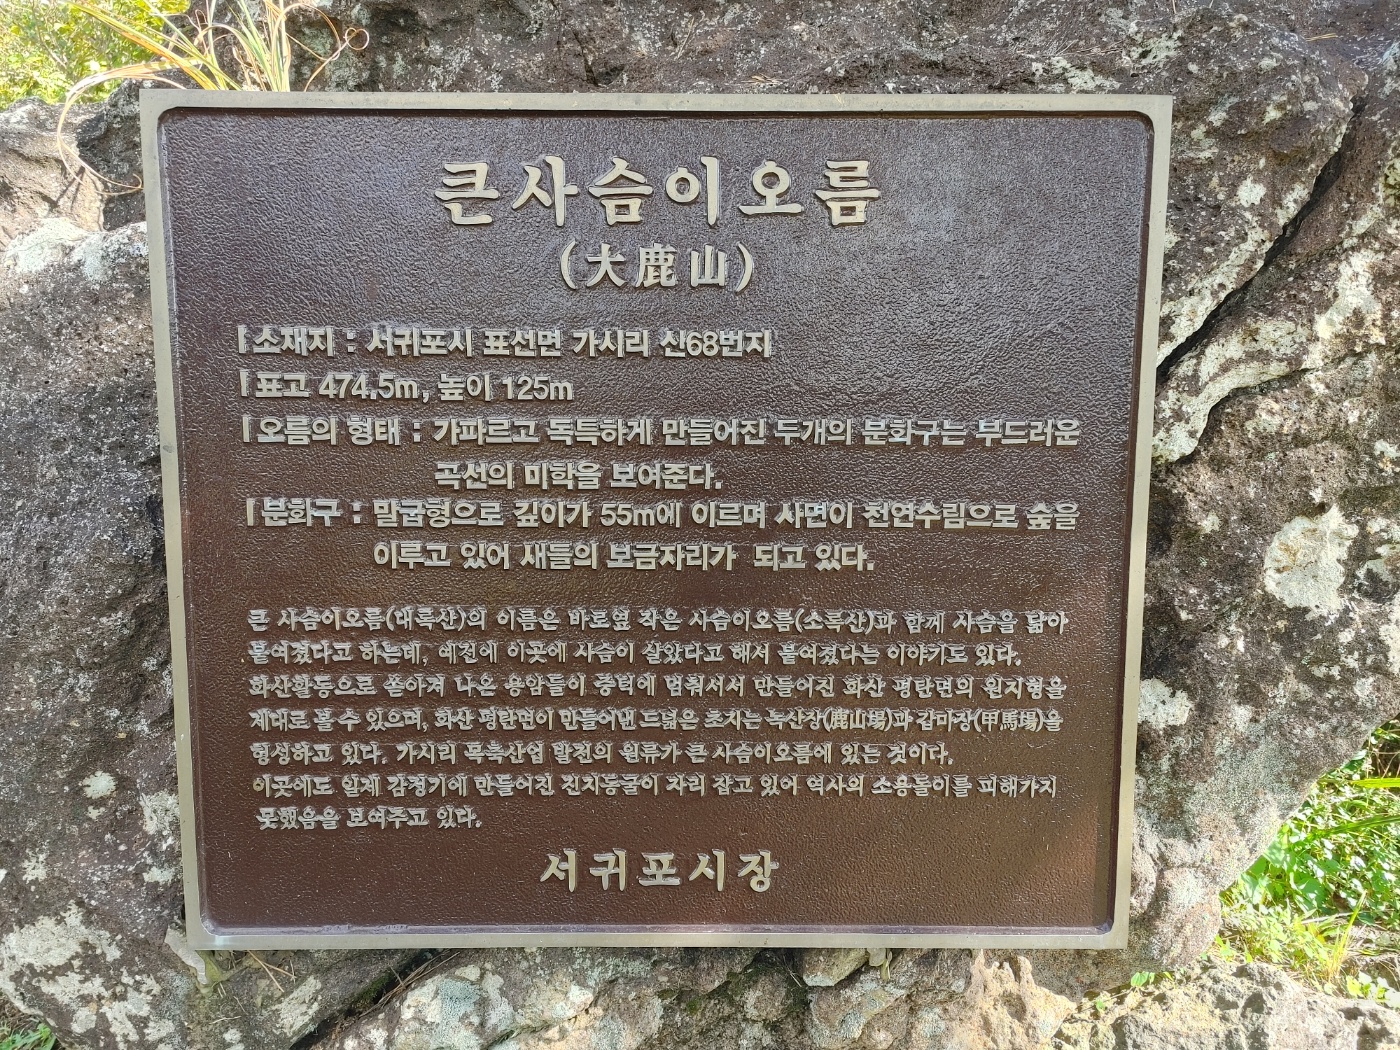 큰사슴이오름
(大鹿山)
소재지 : 서귀포시 표선면 가시리 산68번지
표고 474.5m, 높이 125m
오름의 형태 : 가파르고 독특하게 만들어진 두개의 분화구는 부드러운
곡선의 미학을 보여준다.
분화구 : 말굽형으로 깊이가 55m에 이르며 사면이 천연수림으로 숲을
이루고 있어 새들의 보금자리가 되고 있다.
큰 사슴이오름(대록산)의 이름은 바로옆 작은 사슴이오름(소록산)과 함께 사슴을 닮아
붙여졌다고 하는데, 예전에 이곳에 사슴이 살았다고 해서 붙여졌다는 이야기도 있다.
화산활동으로 쏟아져 나온 용암들이 중턱에 멈춰서서 만들어진 화산 평탄면의 원지형을
제대로 볼 수 있으며, 화산 평탄면이 만들어낸 드넓은 초지는 녹산장(鹿山場)과 갑마장(甲馬場)을
형성하고 있다. 가시리 목축산업 발전의 원류가 큰 사슴이오름에 있는 것이다.
이곳에도 일제 강점기에 만들어진 진지동굴이 자리 잡고 있어 역사의 소용돌이를 피해가지
못했음을 보여주고 있다.
서귀포시장